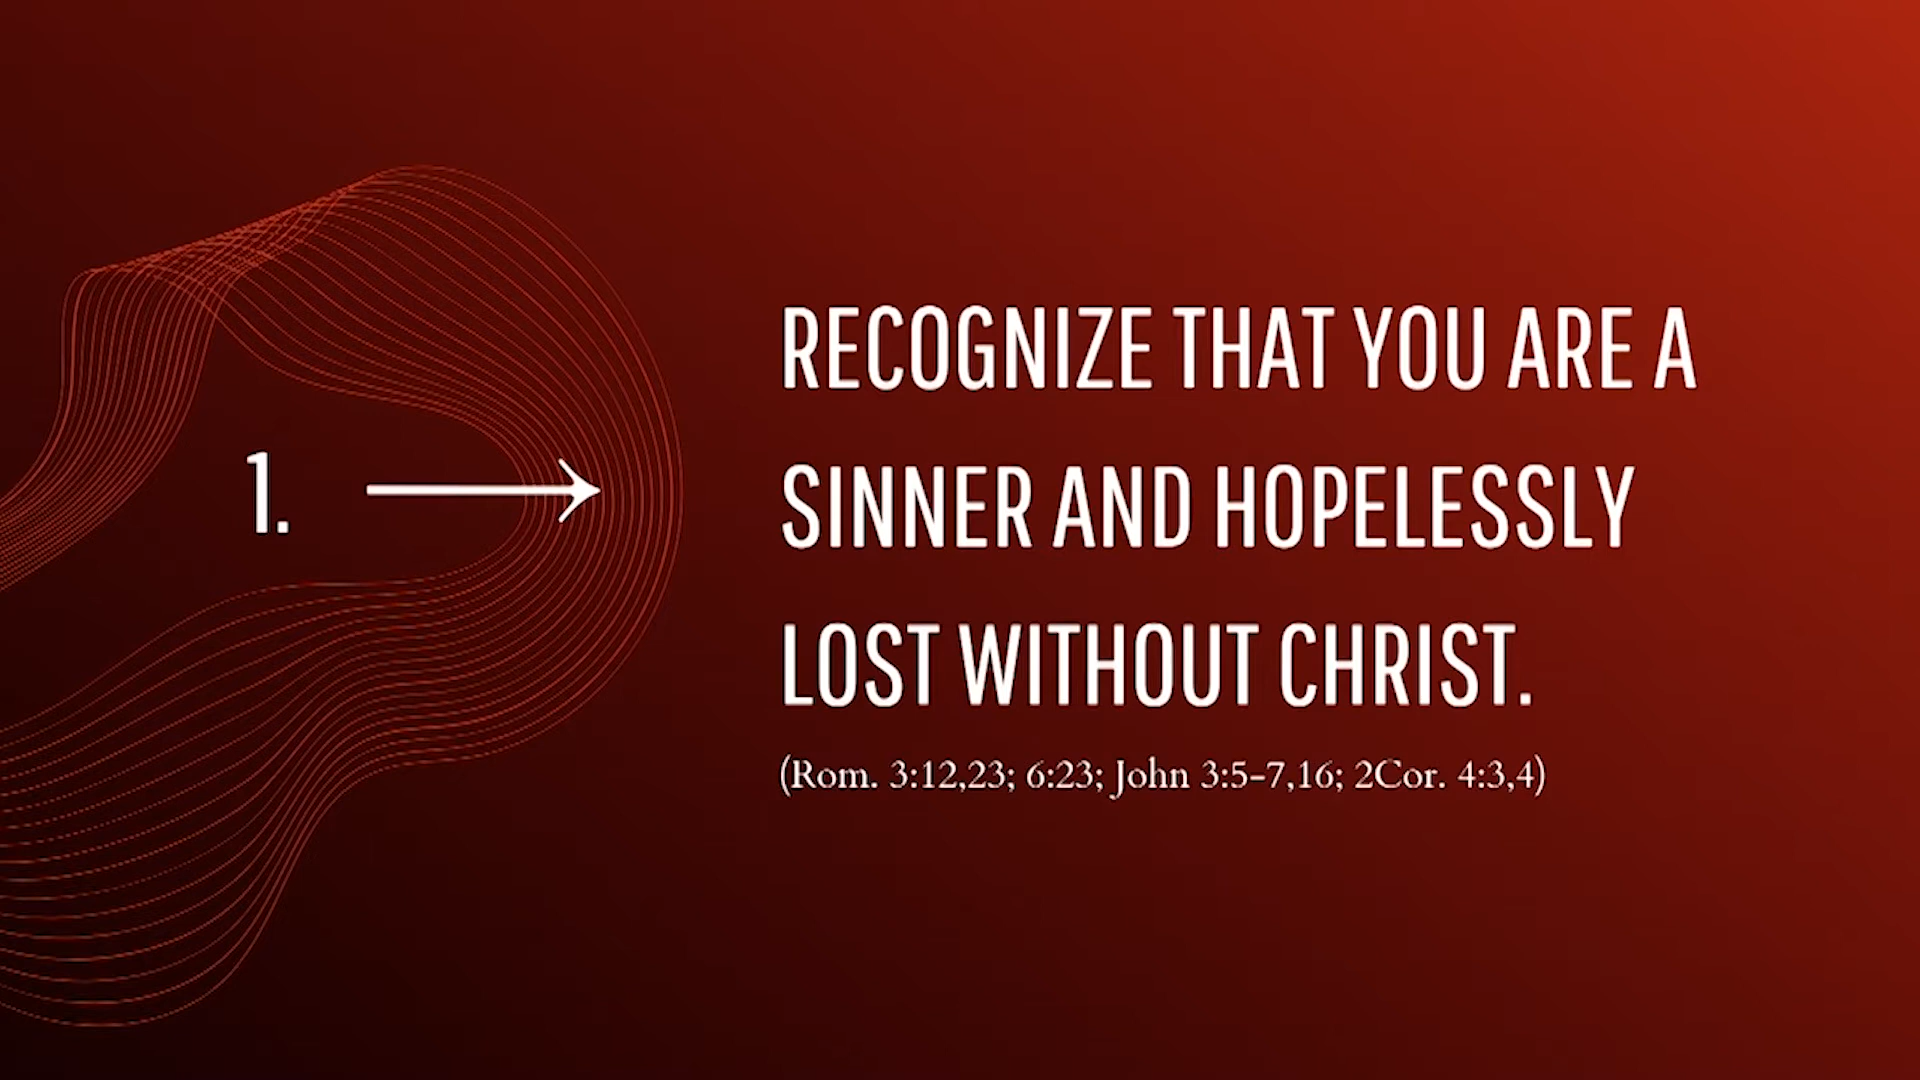 1.
RECOGNIZE THAT YOU ARE A
SINNER AND HOPELESSLY
LOST WITHOUT CHRIST.
(Rom. 3:12,23; 6:23; John 3:5-7,16; 2Cor. 4:3,4)